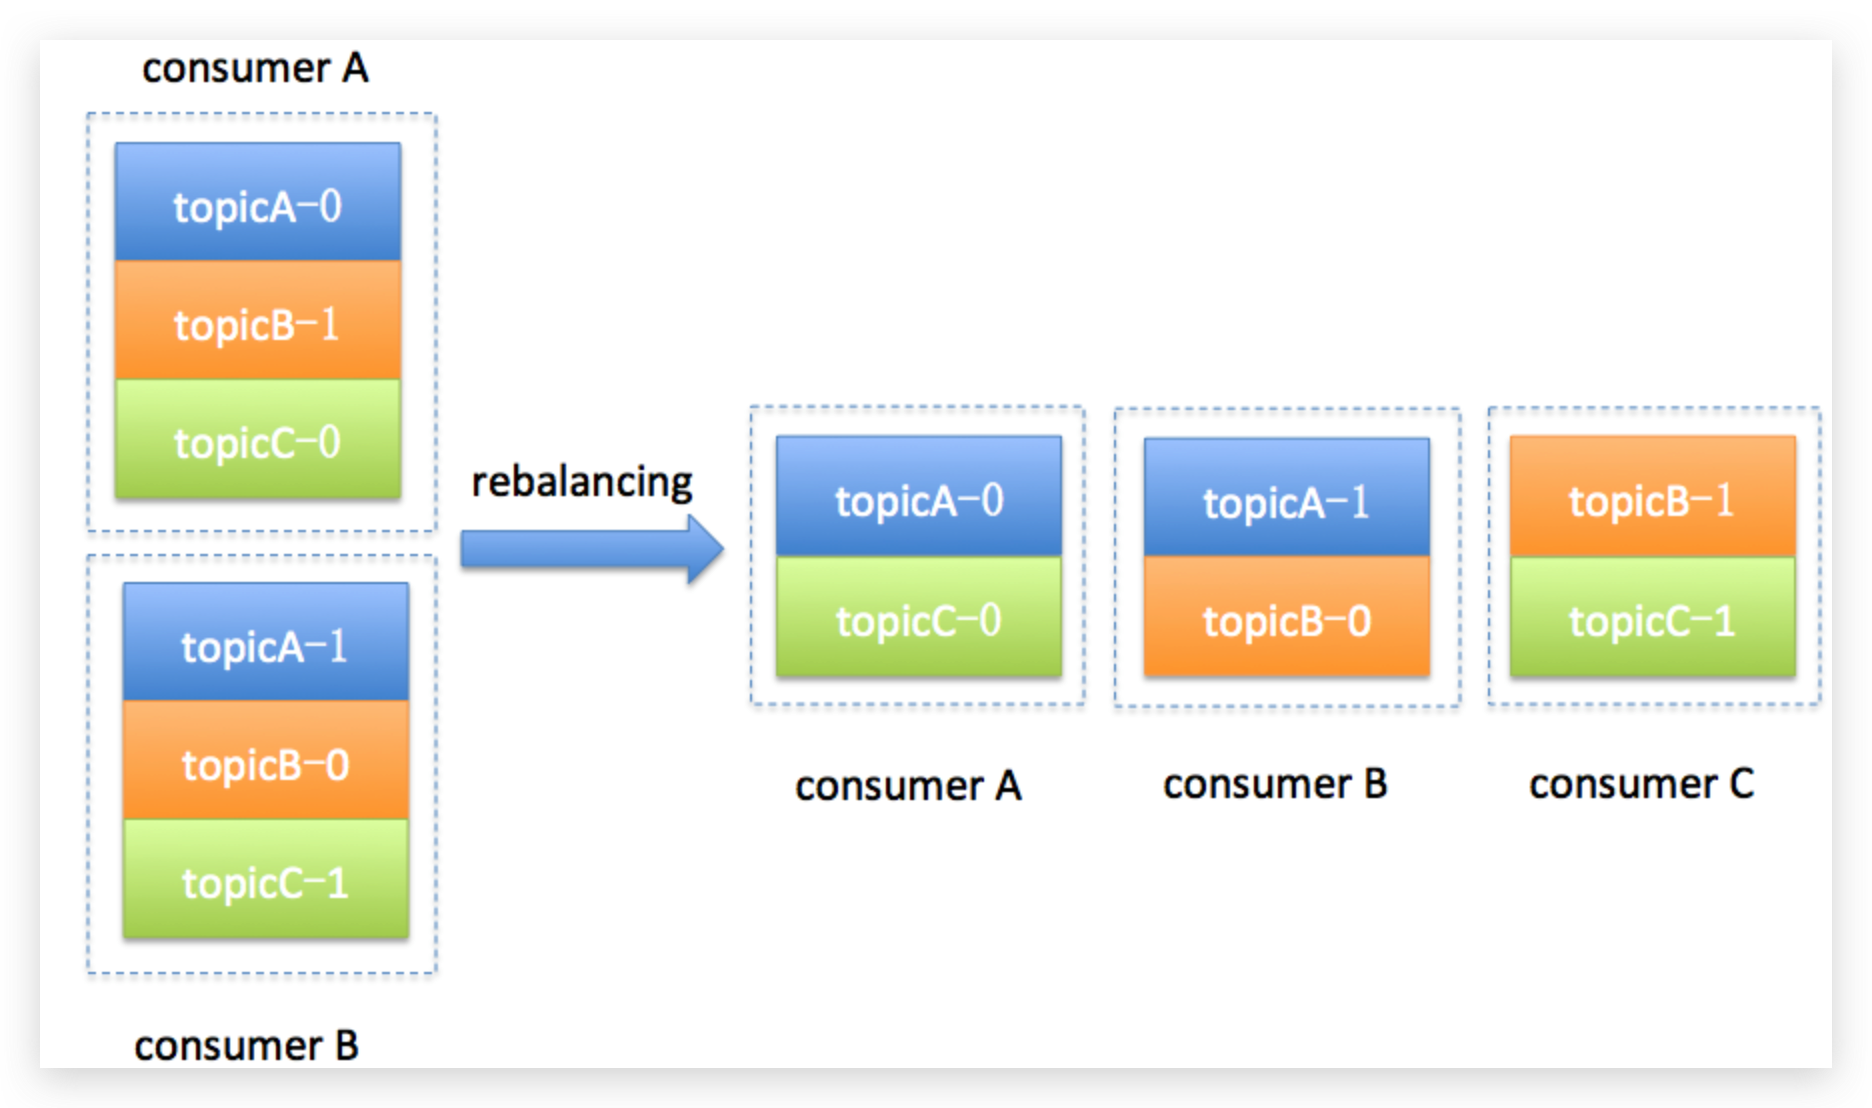 consumer A
topicA-0
topicB-1
topicC-0
topicA-1
topicB-0
topicC-1
consumer B
rebalancing
topicA-0
topicC-0
consumer A
topicA-1
topicB-0
consumer B
topicB-1
topicC-1
consumer C